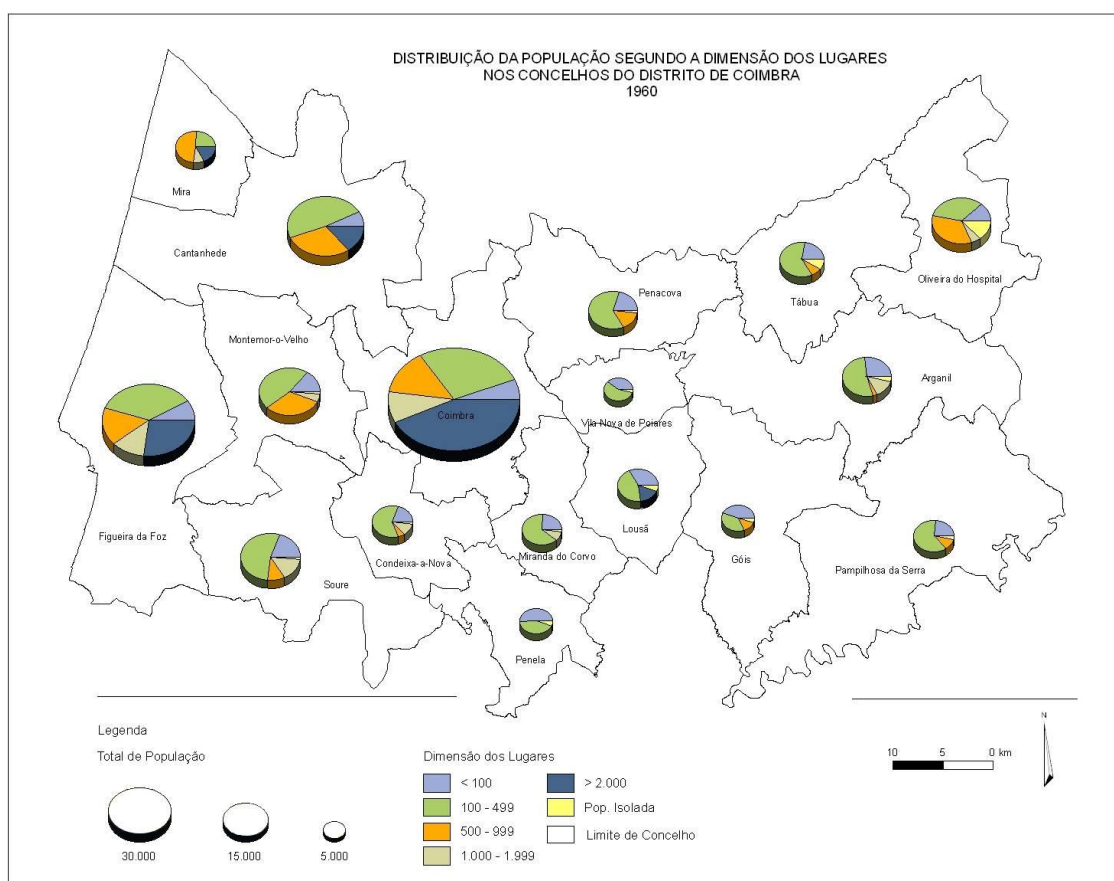 DISTRIBUIÇÃO DA POPULAÇÃO SEGUNDO A DIMENSÃO DOS LUGARES
NOS CONCELHOS DO DISTRITO DE COIMBRA
1960
Mira
Cantanhede
Montemor-o-Velho
Figueira da Foz
Coimbra
Penacova
Tábua
Oliveira do Hospital
Arganil
Vila Nova de Poiares
Lousã
Góis
Pampilhosa da Serra
Miranda do Corvo
Condeixa-a-Nova
Soure
Penela
Legenda
Total de População
30.000
15.000
5.000
Dimensão dos Lugares
< 100
100 - 499
500 - 999
1.000 - 1.999
> 2.000
Pop. Isolada
Limite de Concelho
10 5 0 km
N